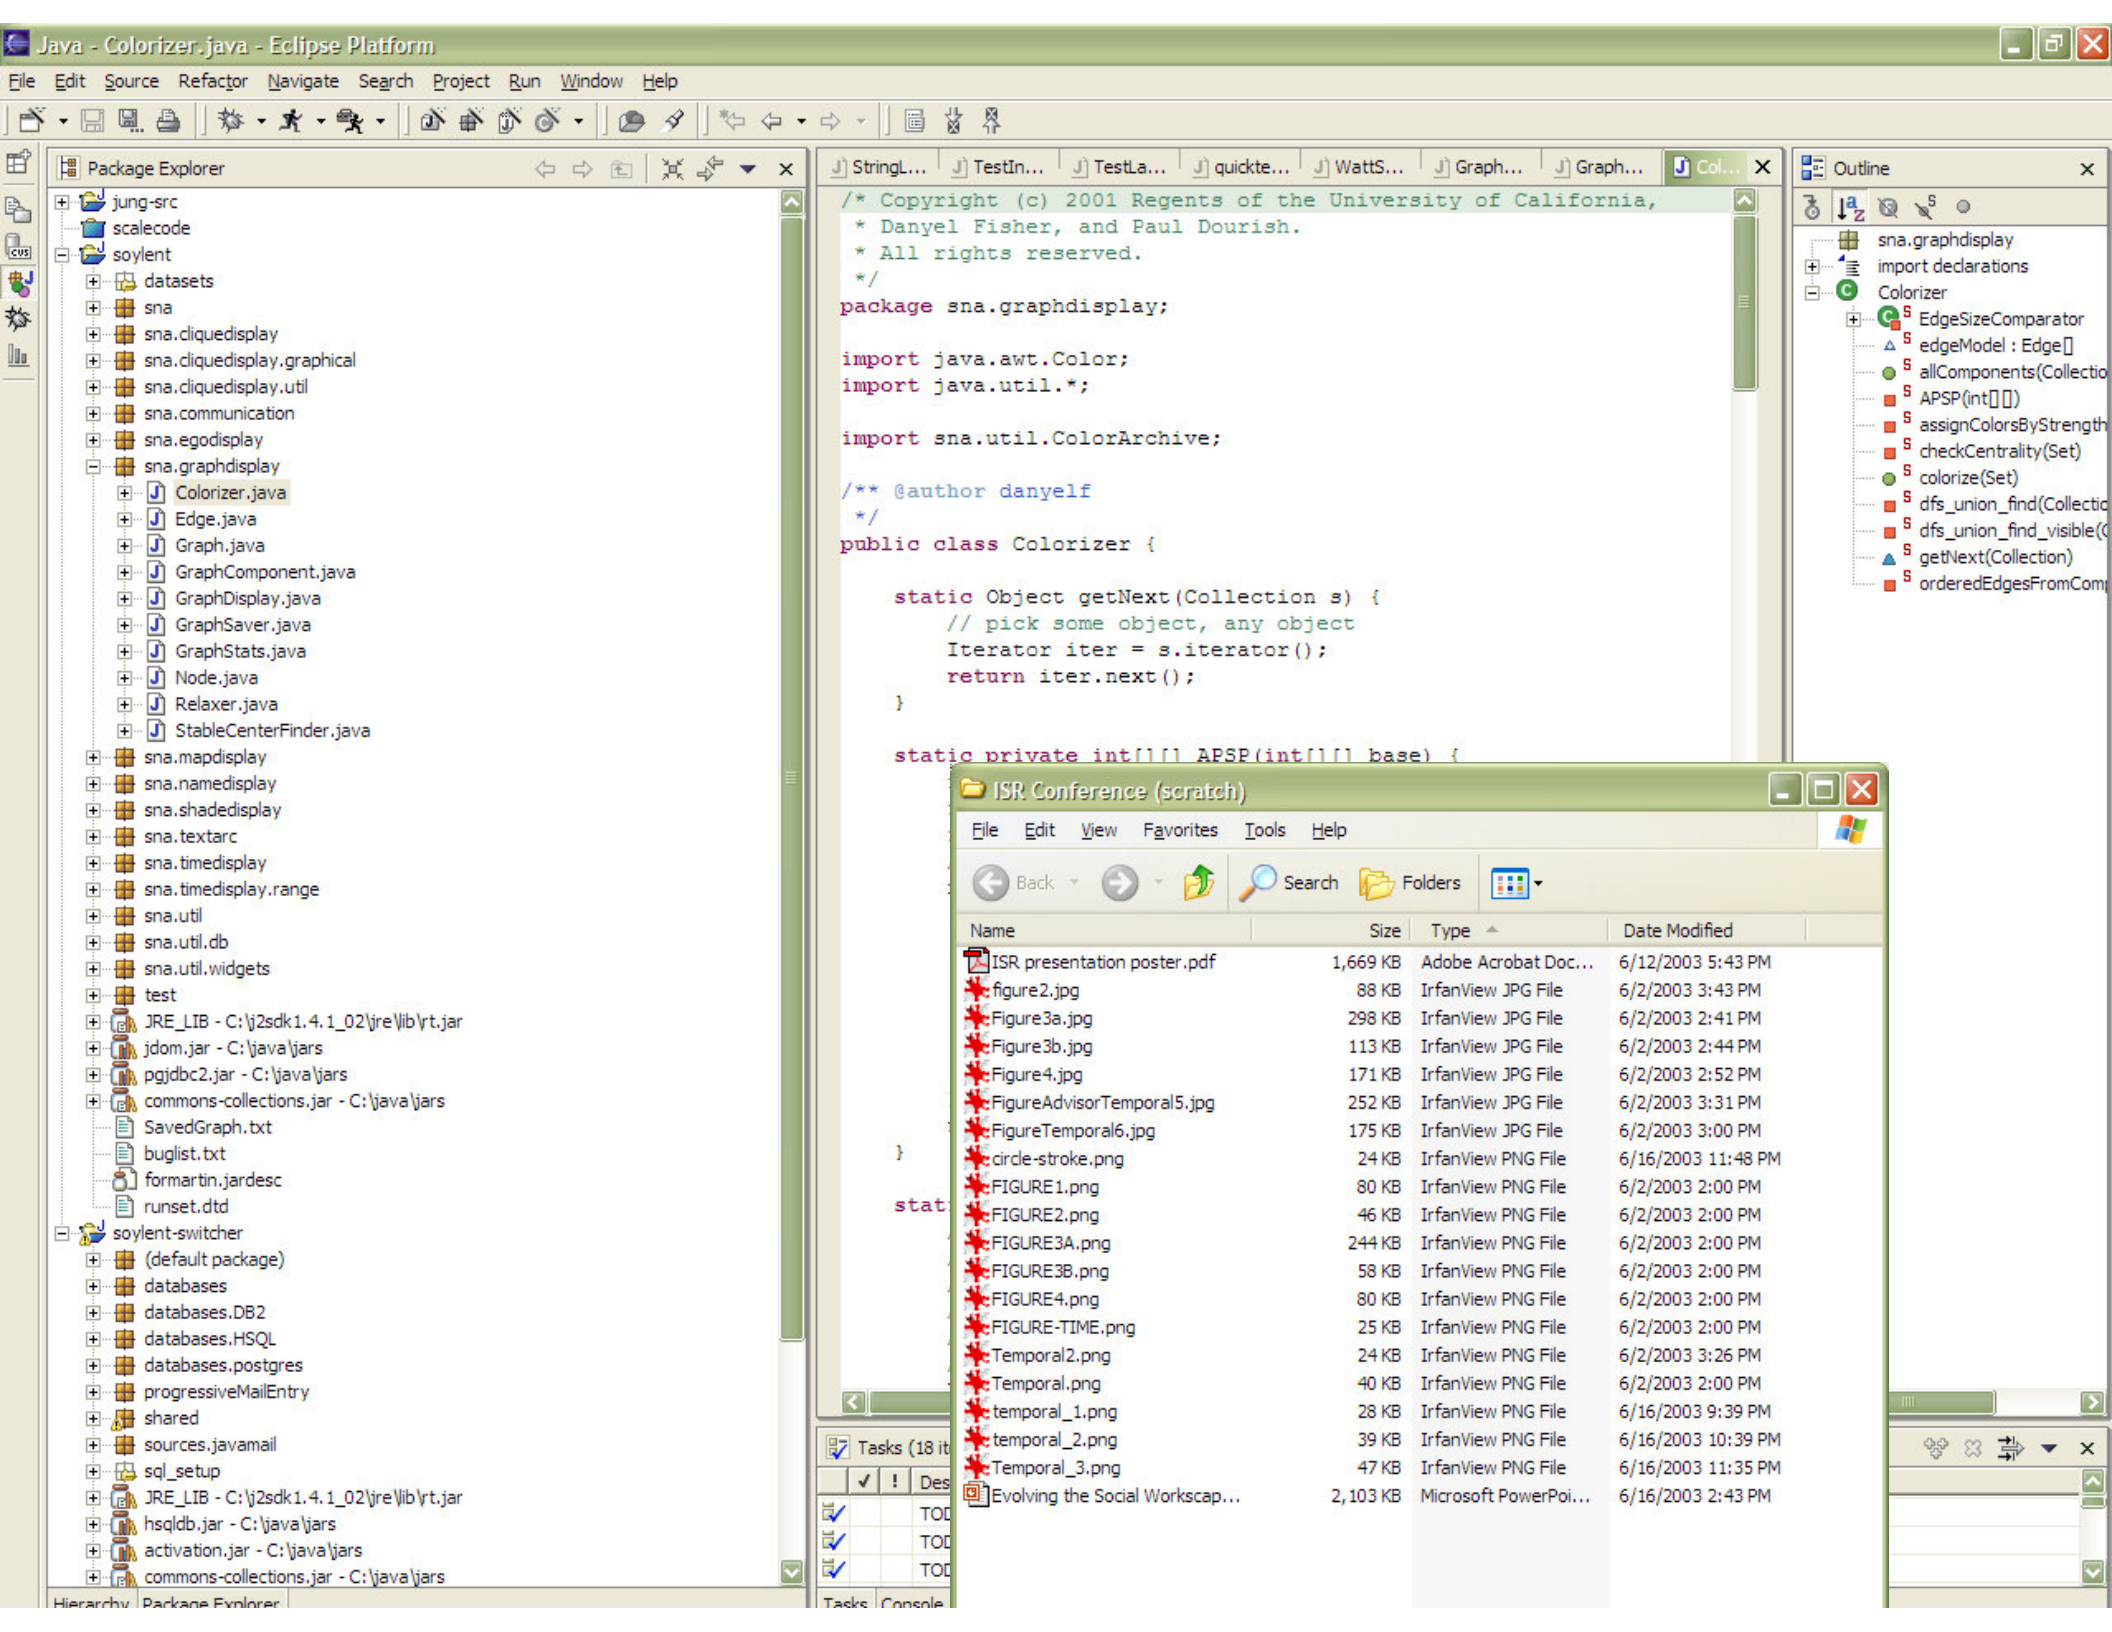 Java - Colorizer.java - Eclipse Platform
File Edit Source Refactor Navigate Search Project Run Window Help
Package Explorer
jung-src
scalecode
soylent
datasets
sna
sna.cliquedisplay
sna.cliquedisplay.graphical
sna.cliquedisplay.util
sna.communication
sna.egodisplay
sna.graphdisplay
Colorizer.java
Edge.java
Graph.java
GraphComponent.java
GraphDisplay.java
GraphSaver.java
GraphStats.java
Node.java
Relaxer.java
StableCenterFinder.java
sna.mapdisplay
sna.namedisplay
sna.shadedisplay
sna.textarc
sna.timedisplay
sna.timedisplay.range
sna.util
sna.util.db
sna.util.widgets
test
JRE_LIB - C:\j2sdk1.4.1_02\jre\lib\rt.jar
jdom.jar - C:\java\jars
pgjdbc2.jar - C:\java\jars
commons-collections.jar - C:\java\jars
SavedGraph.txt
buglist.txt
formartin.jardesc
runset.dtd
soylent-switcher
(default package)
databases
databases.DB2
databases.HSQL
databases.postgres
progressiveMailEntry
shared
sources.javamail
sql_setup
JRE_LIB - C:\j2sdk1.4.1_02\jre\lib\rt.jar
hsqldb.jar - C:\java\jars
activation.jar - C:\java\jars
commons-collections.jar - C:\java\jars
Hierarchy Package Explorer
StringL... TestIn... TestLa... quickte... WattS... Graph... Graph... Col...
/* Copyright (c) 2001 Regents of the University of California,
* Danyel Fisher, and Paul Dourish.
* All rights reserved.
*/
package sna.graphdisplay;
import java.awt.Color;
import java.util.*;
import sna.util.ColorArchive;
/** @author danyelf
*/
public class Colorizer {
static Object getNext(Collection s) {
// pick some object, any object
Iterator iter = s.iterator();
return iter.next();
}
static private int[][] APSP(int[][] base) {
}
stat
Outline
sna.graphdisplay
import declarations
Colorizer
EdgeSizeComparator
edgeModel : Edge[]
allComponents(Collectio
APSP(int[][])
assignColorsByStrength
checkCentrality(Set)
colorize(Set)
dfs_union_find(Collectio
dfs_union_find_visible(C
getNext(Collection)
orderedEdgesFromComp
Tasks (18 it
! Des
TOD
TOD
TOD
Tasks Console
ISR Conference (scratch)
File Edit View Favorites Tools Help
Back Search Folders
Name Size Type Date Modified
ISR presentation poster.pdf 1,669 KB Adobe Acrobat Doc... 6/12/2003 5:43 PM
figure2.jpg 88 KB IrfanView JPG File 6/2/2003 3:43 PM
Figure3a.jpg 298 KB IrfanView JPG File 6/2/2003 2:41 PM
Figure3b.jpg 113 KB IrfanView JPG File 6/2/2003 2:44 PM
Figure4.jpg 171 KB IrfanView JPG File 6/2/2003 2:52 PM
FigureAdvisorTemporal5.jpg 252 KB IrfanView JPG File 6/2/2003 3:31 PM
FigureTemporal6.jpg 175 KB IrfanView JPG File 6/2/2003 3:00 PM
circle-stroke.png 24 KB IrfanView PNG File 6/16/2003 11:48 PM
FIGURE1.png 80 KB IrfanView PNG File 6/2/2003 2:00 PM
FIGURE2.png 46 KB IrfanView PNG File 6/2/2003 2:00 PM
FIGURE3A.png 244 KB IrfanView PNG File 6/2/2003 2:00 PM
FIGURE3B.png 58 KB IrfanView PNG File 6/2/2003 2:00 PM
FIGURE4.png 80 KB IrfanView PNG File 6/2/2003 2:00 PM
FIGURE-TIME.png 25 KB IrfanView PNG File 6/2/2003 2:00 PM
Temporal2.png 24 KB IrfanView PNG File 6/2/2003 3:26 PM
Temporal.png 40 KB IrfanView PNG File 6/2/2003 2:00 PM
temporal_1.png 28 KB IrfanView PNG File 6/16/2003 9:39 PM
temporal_2.png 39 KB IrfanView PNG File 6/16/2003 10:39 PM
Temporal_3.png 47 KB IrfanView PNG File 6/16/2003 11:35 PM
Evolving the Social Workscap... 2,103 KB Microsoft PowerPoi... 6/16/2003 2:43 PM